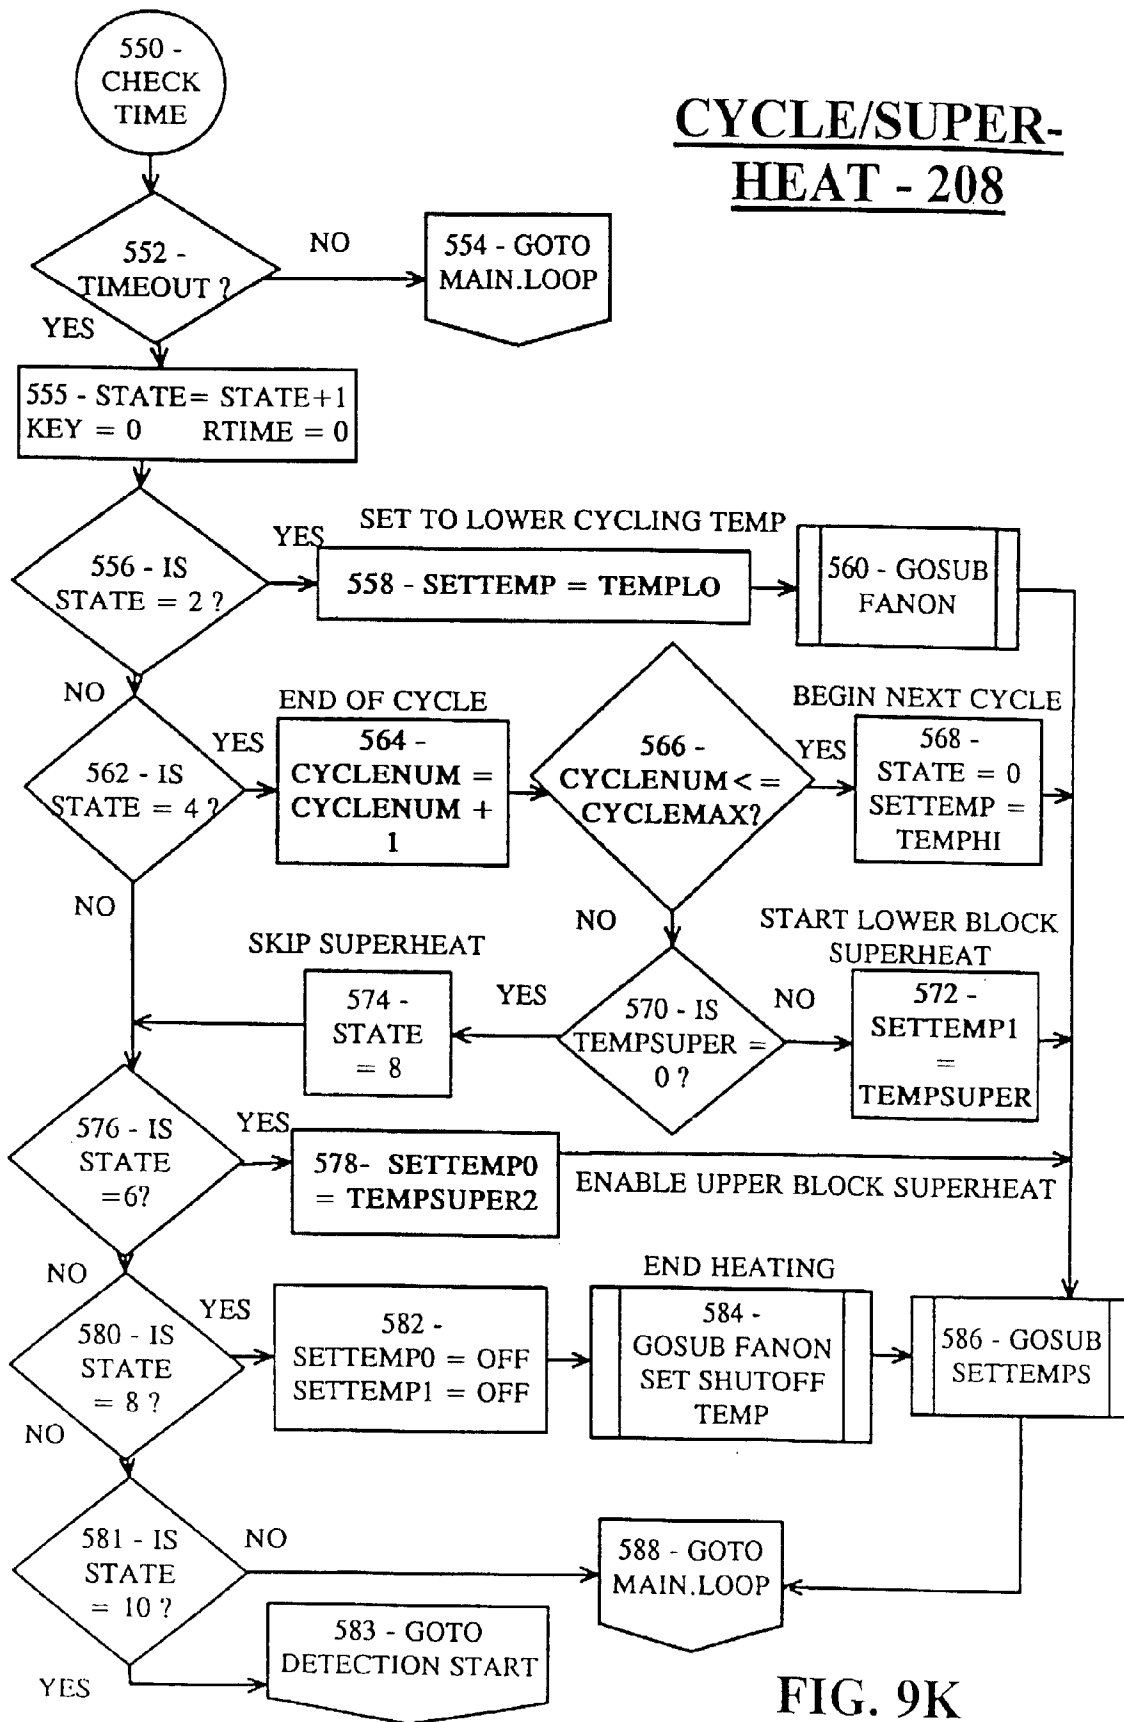 550 -
CHECK
TIME
CYCLE/SUPER-
HEAT - 208
552 -
TIMEOUT ?
NO
554 - GOTO
MAIN.LOOP
YES
555 - STATE= STATE+1
KEY = 0 RTIME = 0
556 - IS
STATE = 2 ?
YES
SET TO LOWER CYCLING TEMP
558 - SETTEMP = TEMPLO
560 - GOSUB
FANON
NO
562 - IS
STATE = 4 ?
YES
END OF CYCLE
564 -
CYCLENUM =
CYCLENUM +
1
566 -
CYCLENUM<=
CYCLEMAX?
YES
BEGIN NEXT CYCLE
568 -
STATE = 0
SETTEMP =
TEMPHI
NO
NO
SKIP SUPERHEAT
574 -
STATE
= 8
YES
570 - IS
TEMPSUPER =
0 ?
NO
START LOWER BLOCK
SUPERHEAT
572 -
SETTEMP1
=
TEMPSUPER
576 - IS
STATE
=6?
YES
578- SETTEMP0
= TEMPSUPER2
ENABLE UPPER BLOCK SUPERHEAT
NO
580 - IS
STATE
= 8 ?
YES
582 -
SETTEMP0 = OFF
SETTEMP1 = OFF
END HEATING
584 -
GOSUB FANON
SET SHUTOFF
TEMP
586 - GOSUB
SETTEMPS
NO
581 - IS
STATE
= 10 ?
NO
588 - GOTO
MAIN.LOOP
YES
583 - GOTO
DETECTION START
FIG. 9K